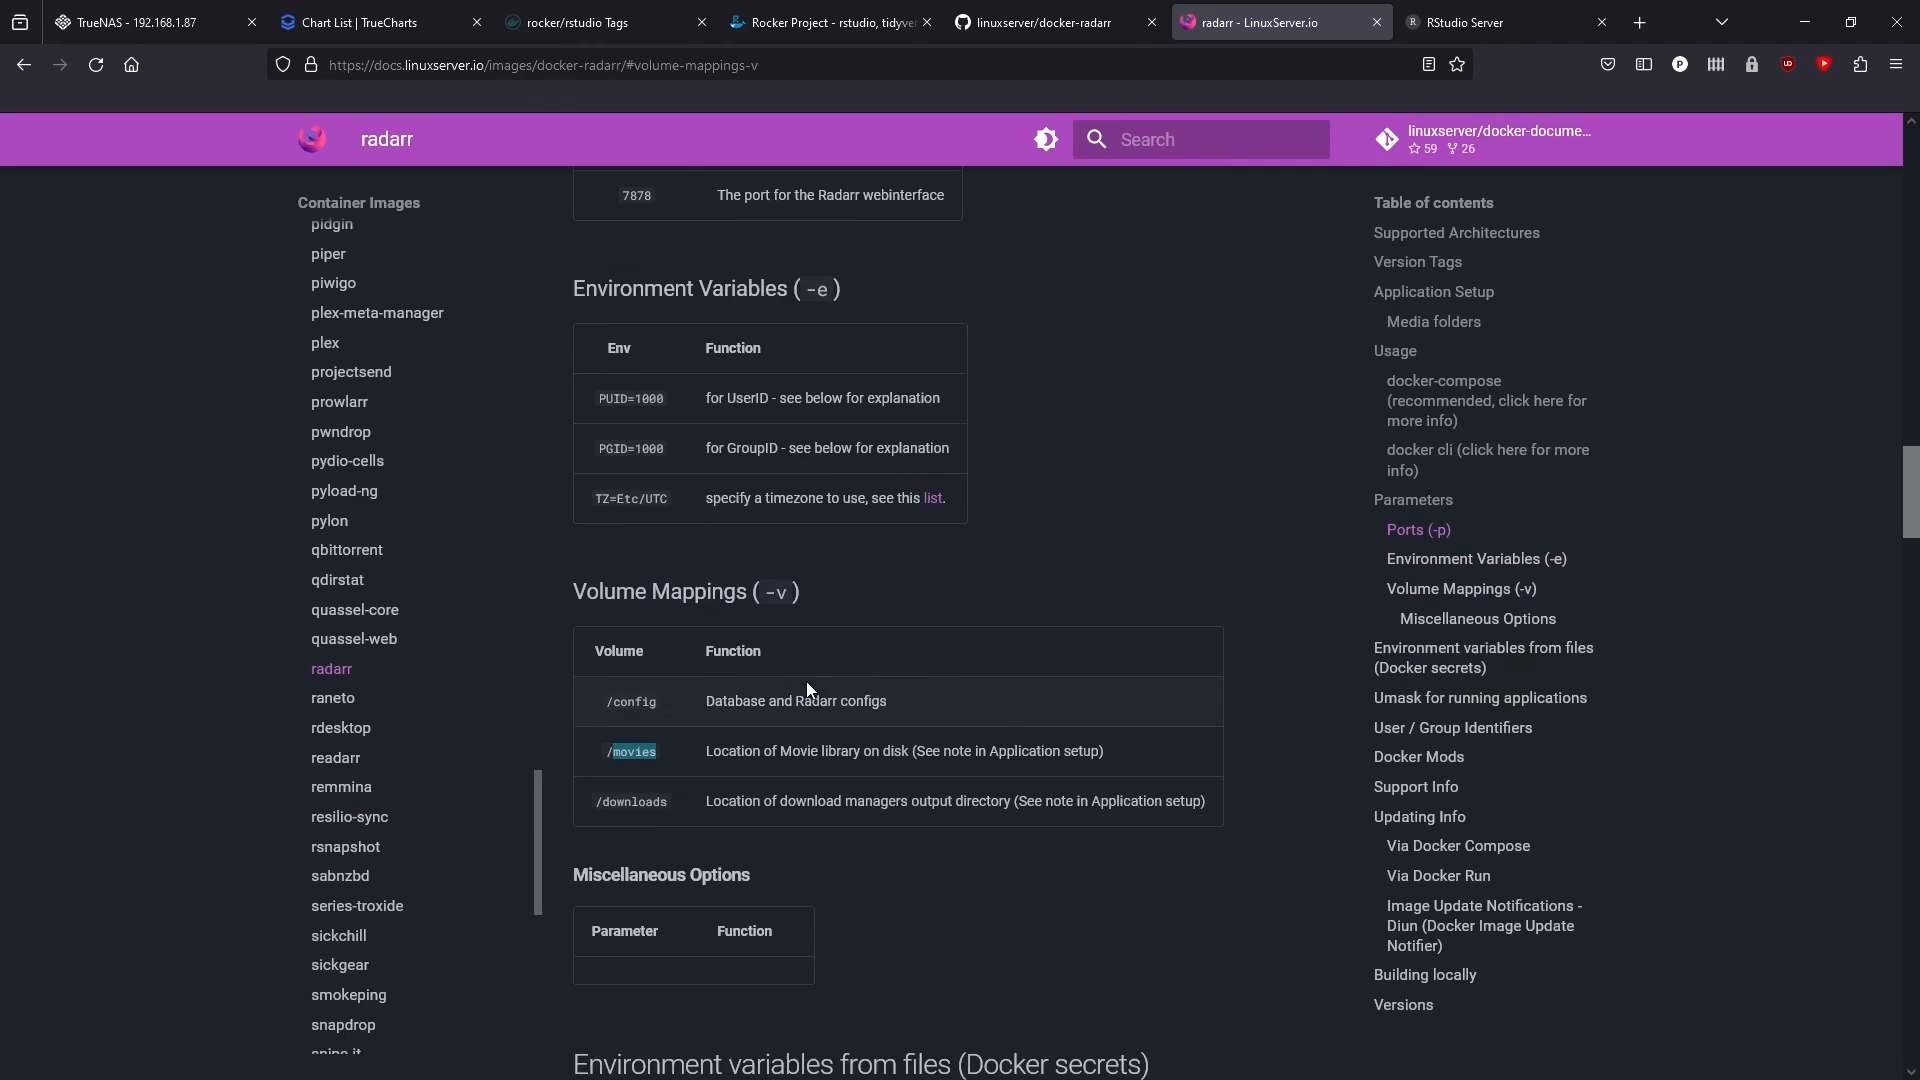 TrueNAS - 192.168.1.87
Chart List | TrueCharts
rocker/rstudio Tags
Rocker Project - rstudio, tidyver
linuxserver/docker-radarr
radarr - LinuxServer.io
RStudio Server
https://docs.linuxserver.io/images/docker-radarr/#volume-mappings-v
radarr
Search
linuxserver/docker-docume...
59 26
Container Images
pidgin
piper
piwigo
plex-meta-manager
plex
projectsend
prowlarr
pwndrop
pydio-cells
pyload-ng
pylon
qbittorrent
qdirstat
quassel-core
quassel-web
radarr
raneto
rdesktop
readarr
remmina
resilio-sync
rsnapshot
sabnzbd
series-troxide
sickchill
sickgear
smokeping
snapdrop
snipe-it
7878 The port for the Radarr webinterface
Environment Variables ( -e )
Env Function
PUID=1000 for UserID - see below for explanation
PGID=1000 for GroupID - see below for explanation
TZ=Etc/UTC specify a timezone to use, see this list.
Volume Mappings ( -v )
Volume Function
/config Database and Radarr configs
/movies Location of Movie library on disk (See note in Application setup)
/downloads Location of download managers output directory (See note in Application setup)
Miscellaneous Options
Parameter Function
Environment variables from files (Docker secrets)
Table of contents
Supported Architectures
Version Tags
Application Setup
Media folders
Usage
docker-compose
(recommended, click here for
more info)
docker cli (click here for more
info)
Parameters
Ports (-p)
Environment Variables (-e)
Volume Mappings (-v)
Miscellaneous Options
Environment variables from files
(Docker secrets)
Umask for running applications
User / Group Identifiers
Docker Mods
Support Info
Updating Info
Via Docker Compose
Via Docker Run
Image Update Notifications -
Diun (Docker Image Update
Notifier)
Building locally
Versions